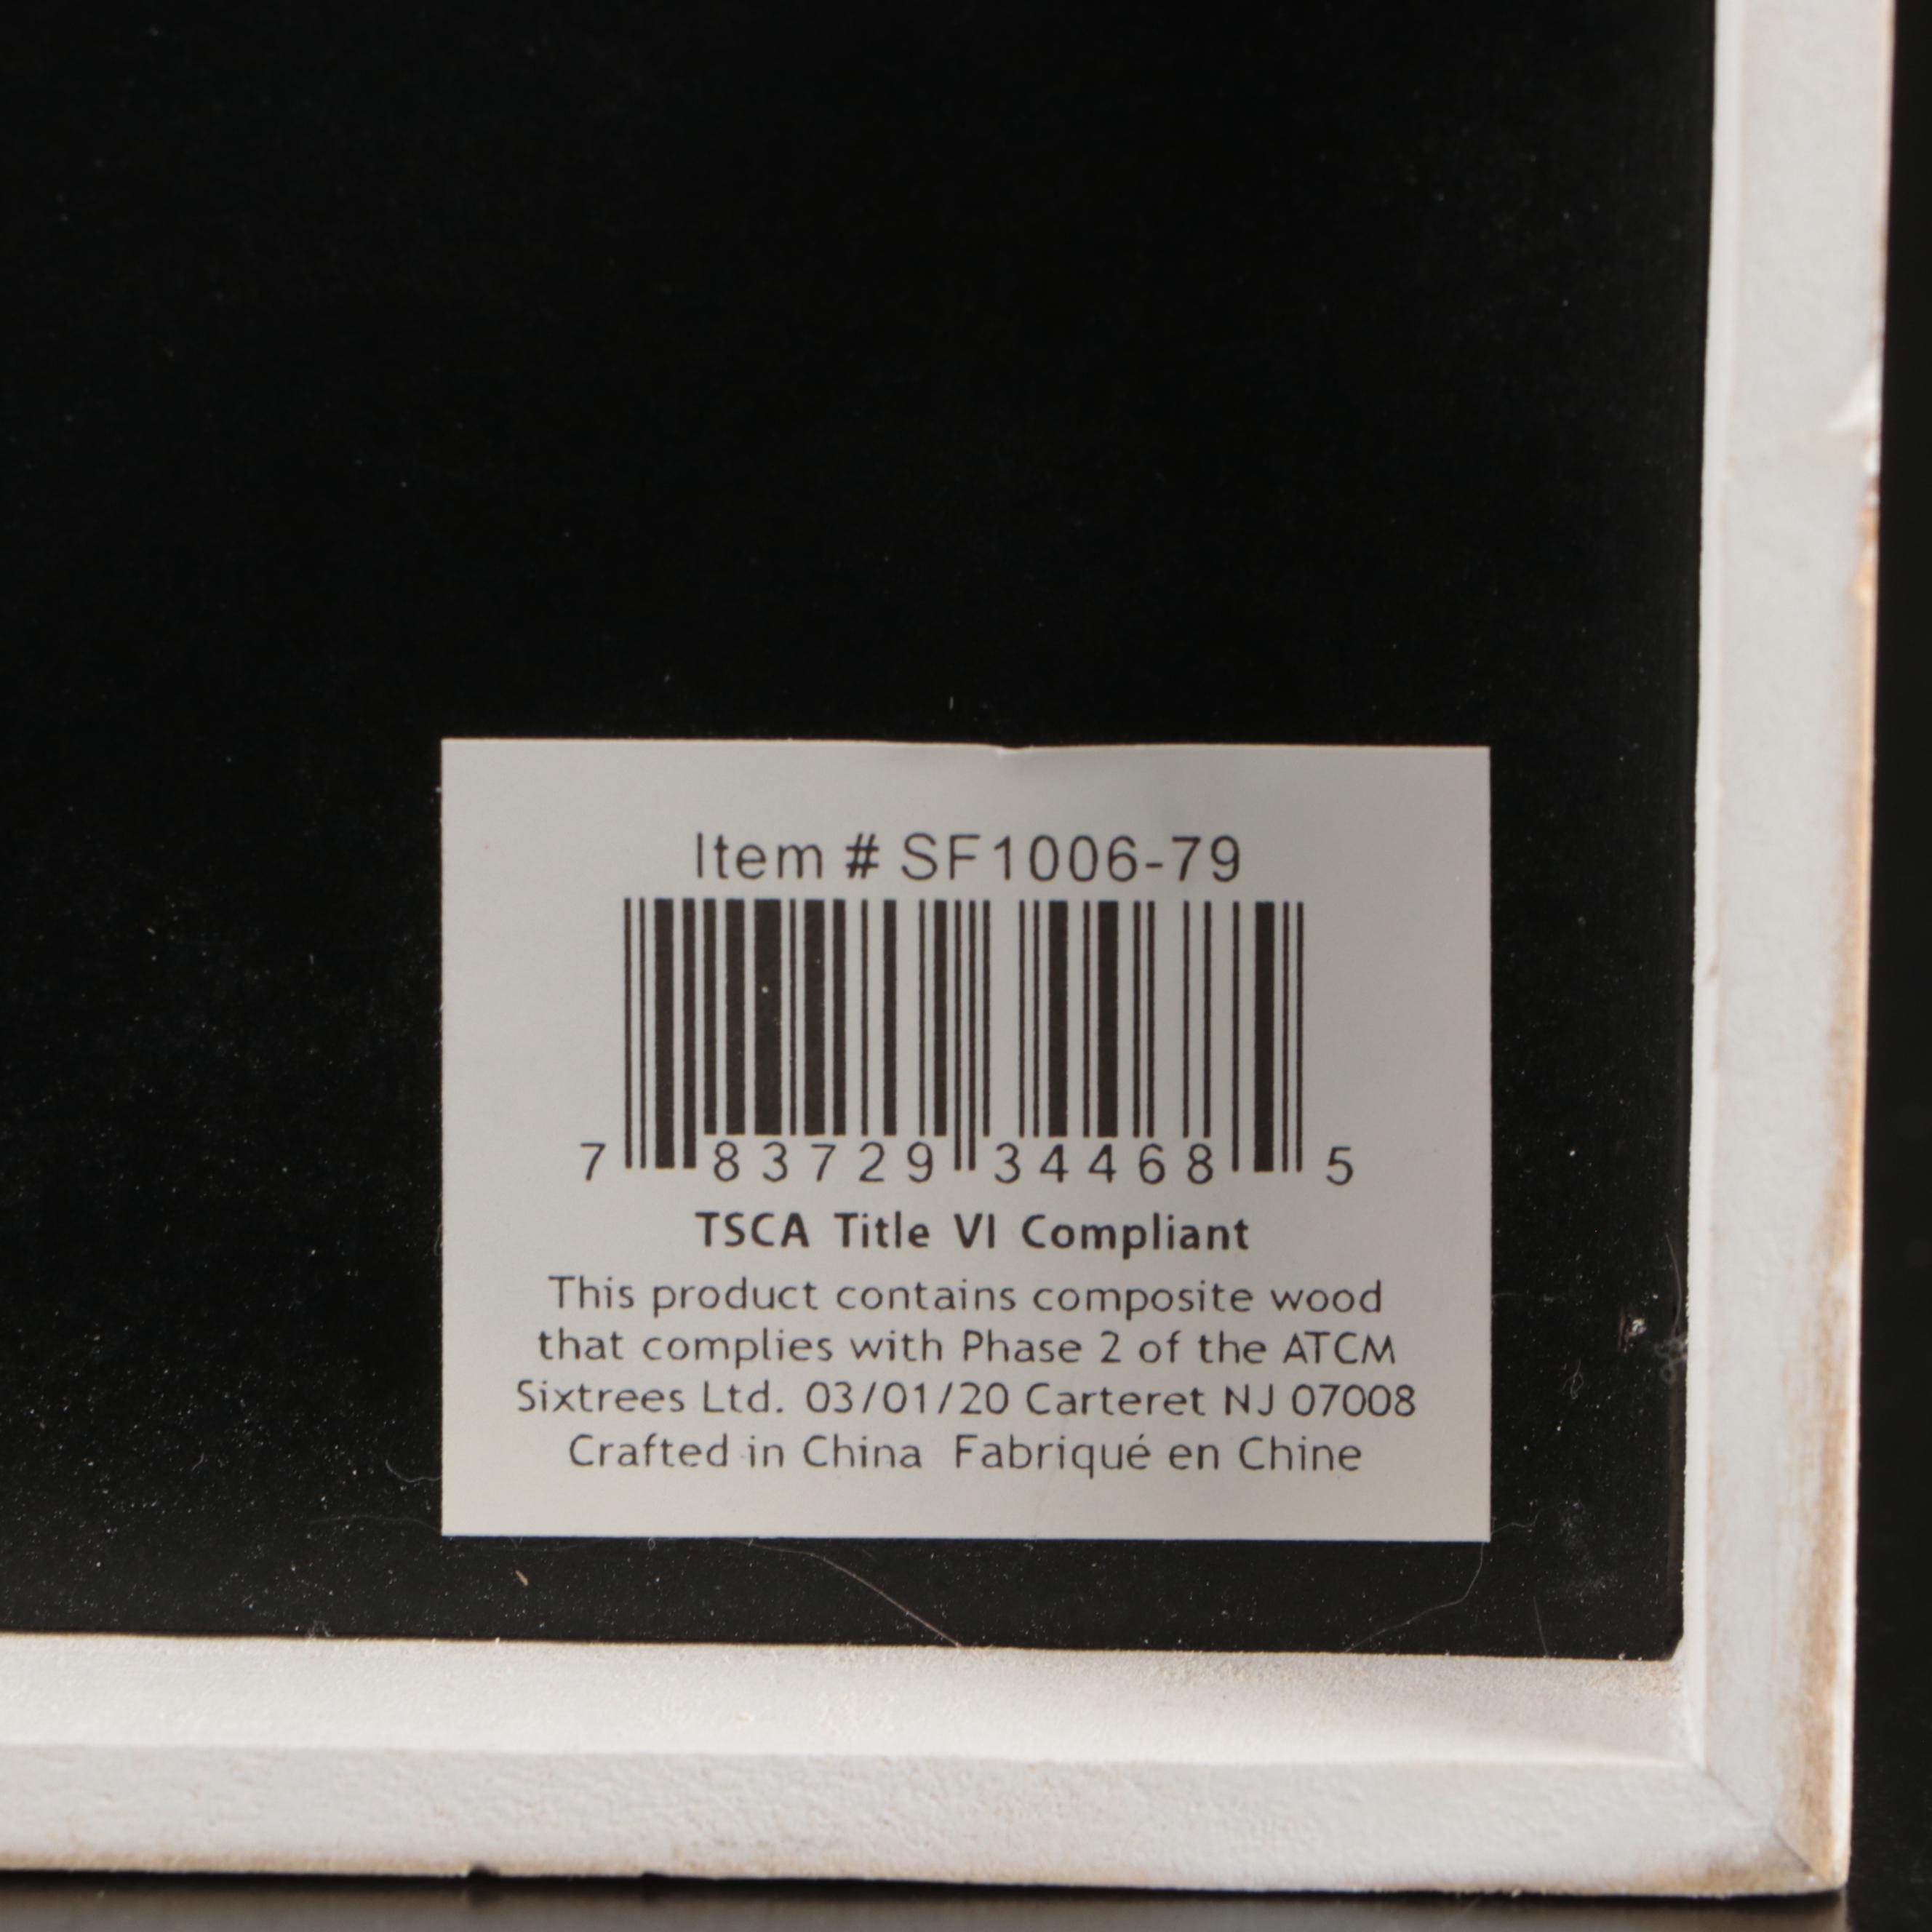 Item # SF1006-79
7 83729 34468 5
TSCA Title VI Compliant
This product contains composite wood
that complies with Phase 2 of the ATCM
Sixtrees Ltd. 03/01/20 Carteret NJ 07008
Crafted in China Fabriqué en Chine